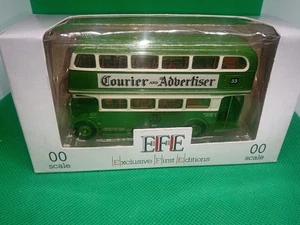 Courier AND Advertiser
33
EFE
Exclusive First Editions
00
scale
00
scale